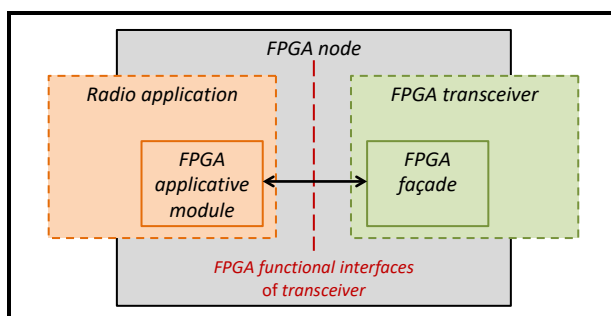 FPGA node
Radio application
FPGA transceiver
FPGA
applicative
module
FPGA
façade
FPGA functional interfaces
of transceiver